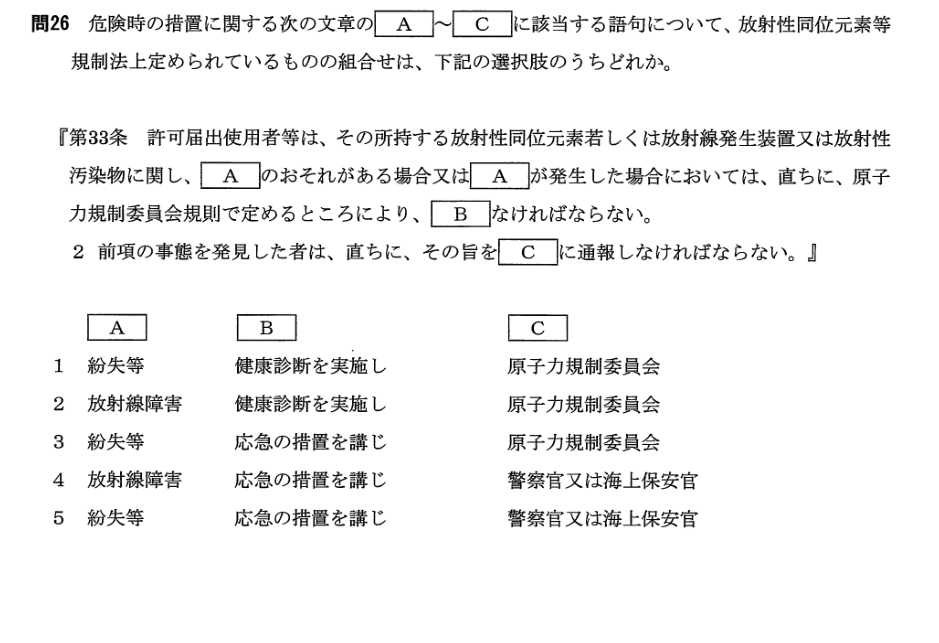 問26 危険時の措置に関する次の文章の A ～ C に該当する語句について、放射性同位元素等
規制法上定められているものの組合せは、下記の選択肢のうちどれか。
『第33条 許可届出使用者等は、その所持する放射性同位元素若しくは放射線発生装置又は放射性
汚染物に関し、 A のおそれがある場合又は A が発生した場合においては、直ちに、原子
力規制委員会規則で定めるところにより、 B なければならない。
2 前項の事態を発見した者は、直ちに、その旨を C に通報しなければならない。』
A B C
1 紛失等 健康診断を実施し 原子力規制委員会
2 放射線障害 健康診断を実施し 原子力規制委員会
3 紛失等 応急の措置を講じ 原子力規制委員会
4 放射線障害 応急の措置を講じ 警察官又は海上保安官
5 紛失等 応急の措置を講じ 警察官又は海上保安官